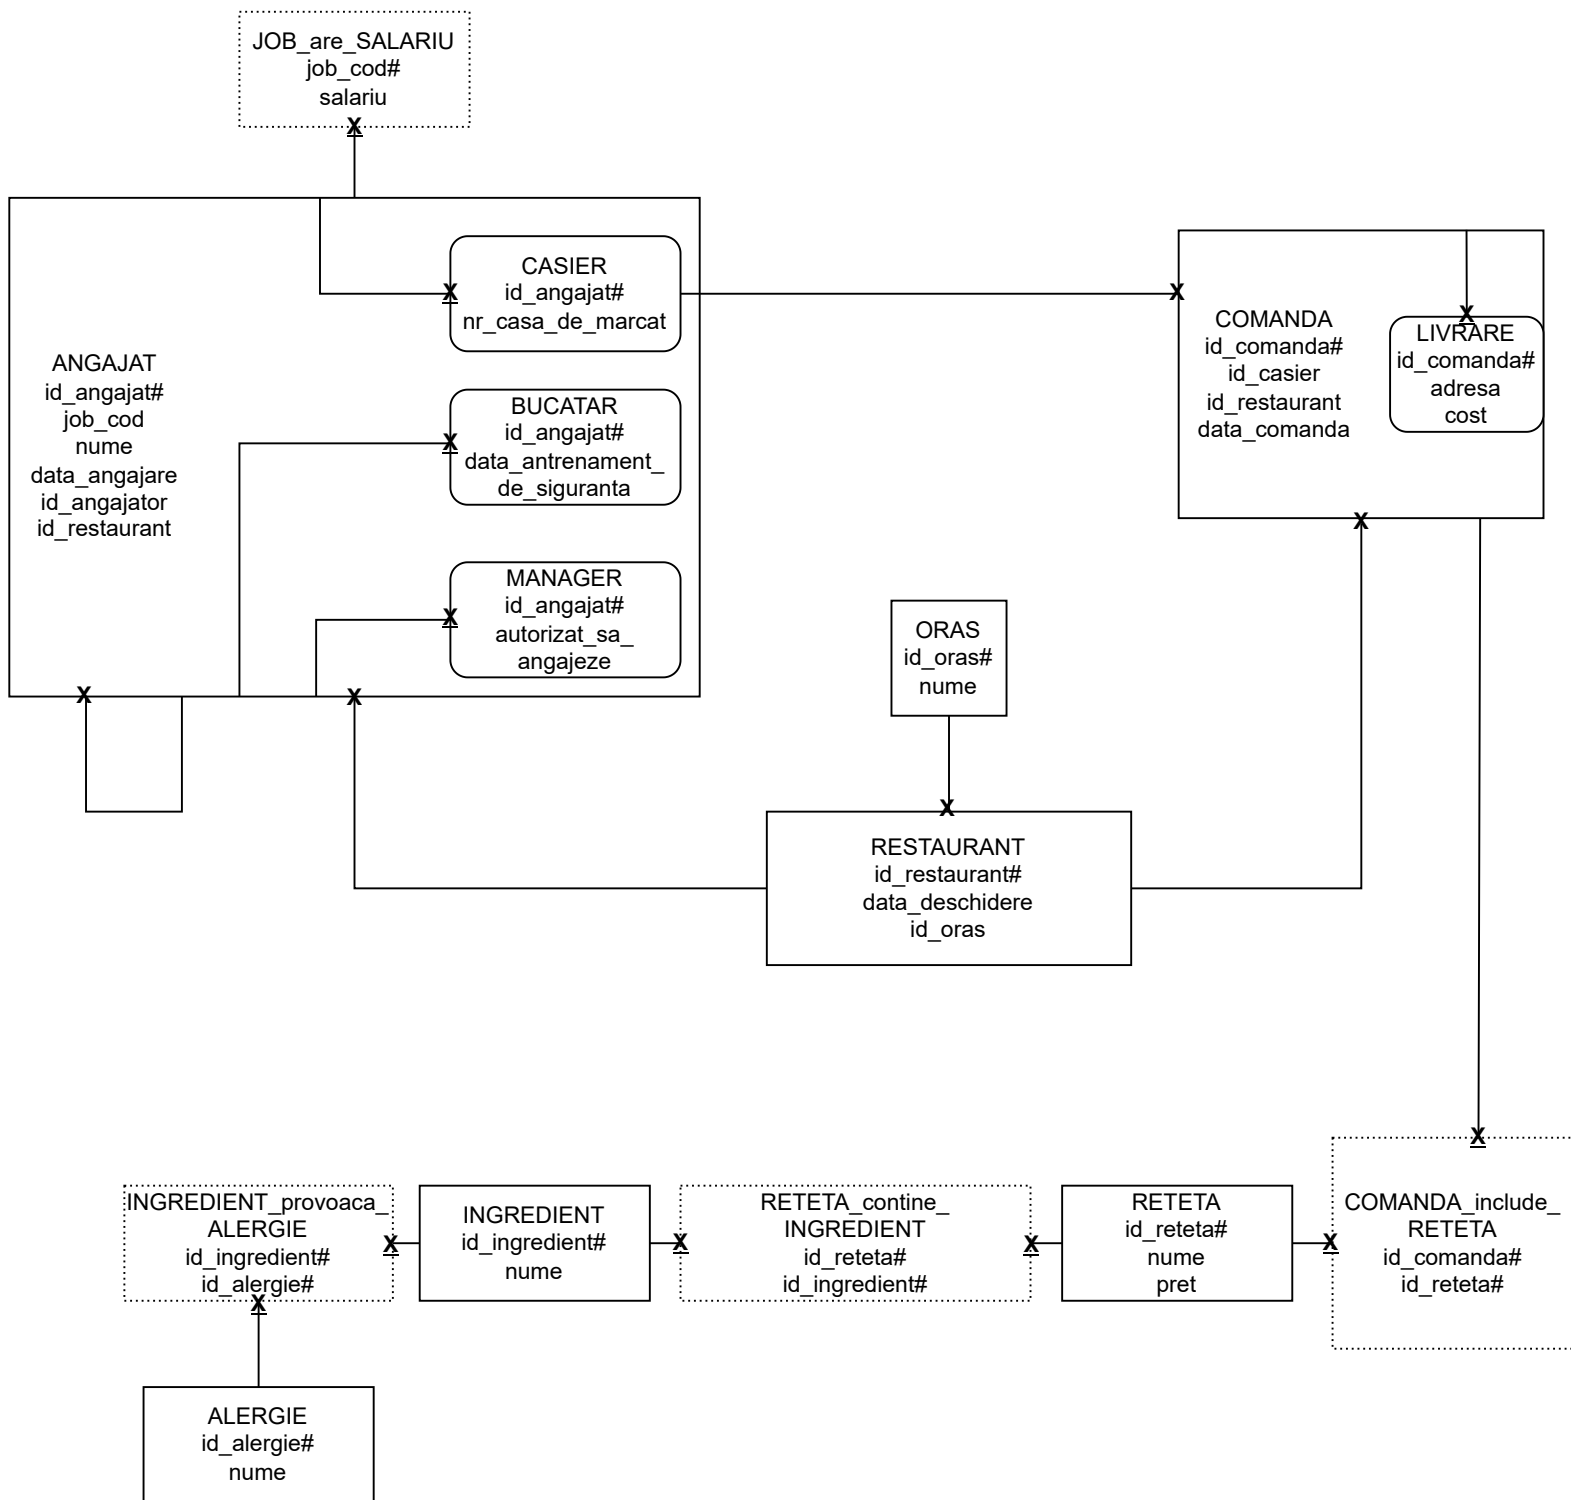 JOB_are_SALARIU
job_cod#
salariu
X
ANGAJAT
id_angajat#
job_cod
nume
data_angajare
id_angajator
id_restaurant
X
CASIER
id_angajat#
nr_casa_de_marcat
X
BUCATAR
id_angajat#
data_antrenament_
de_siguranta
X
MANAGER
id_angajat#
autorizat_sa_
angajeze
X
X
X
COMANDA
id_comanda#
id_casier
id_restaurant
data_comanda
X
LIVRARE
id_comanda#
adresa
cost
X
ORAS
id_oras#
nume
X
RESTAURANT
id_restaurant#
data_deschidere
id_oras
X
INGREDIENT_provoaca_
ALERGIE
id_ingredient#
id_alergie#
X
X
INGREDIENT
id_ingredient#
nume
X
RETETA_contine_
INGREDIENT
id_reteta#
id_ingredient#
X
RETETA
id_reteta#
nume
pret
X
COMANDA_include_
RETETA
id_comanda#
id_reteta#
ALERGIE
id_alergie#
nume